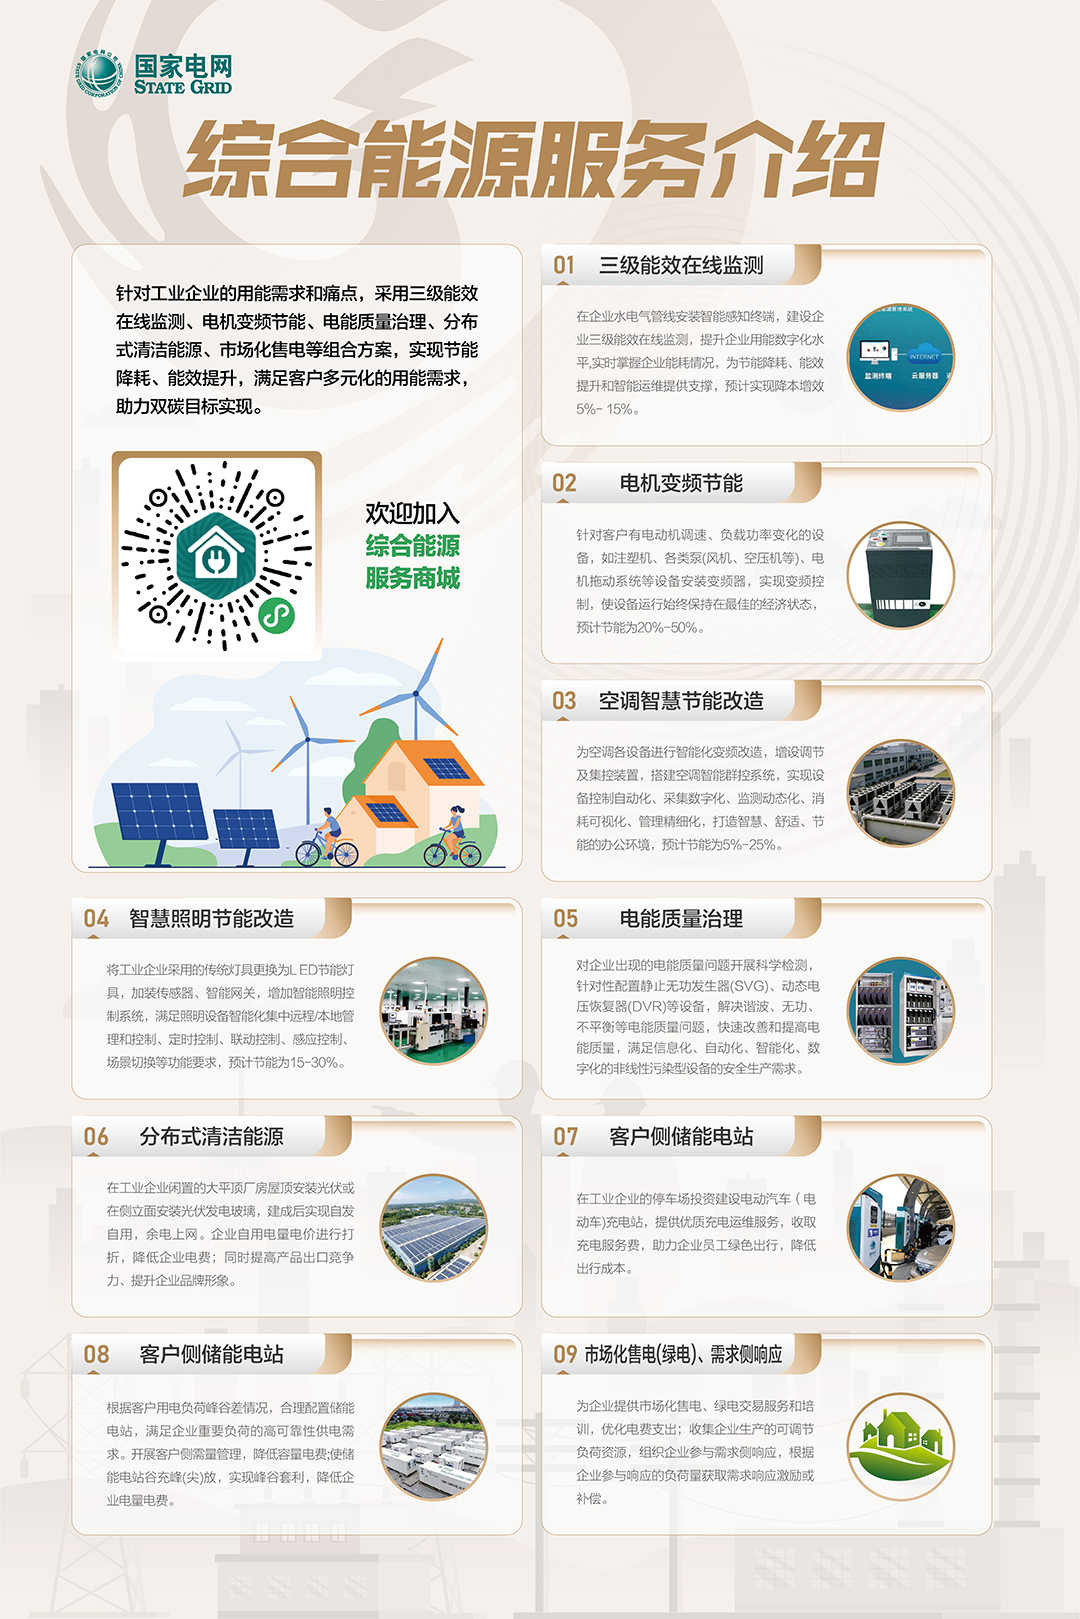 国家电网
STATE GRID
综合能源服务介绍
针对工业企业的用能需求和痛点，采用三级能效
在线监测、电机变频节能、电能质量治理、分布
式清洁能源、市场化售电等组合方案，实现节能
降耗、能效提升，满足客户多元化的用能需求，
助力双碳目标实现。
欢迎加入
综合能源
服务商城
01 三级能效在线监测
在企业水电气管线安装智能感知终端，建设企
业三级能效在线监测，提升企业用能数字化水
平,实时掌握企业能耗情况，为节能降耗、能效
提升和智能运维提供支撑，预计实现降本增效
5%- 15%。
INTERNET
监测终端 云服务器
02 电机变频节能
针对客户有电动机调速、负载功率变化的设
备，如注塑机、各类泵(风机、空压机等)、电
机拖动系统等设备安装变频器，实现变频控
制，使设备运行始终保持在最佳的经济状态，
预计节能为20%-50%。
03 空调智慧节能改造
为空调各设备进行智能化变频改造，增设调节
及集控装置，搭建空调智能群控系统，实现设
备控制自动化、采集数字化、监测动态化、消
耗可视化、管理精细化，打造智慧、舒适、节
能的办公环境，预计节能为5%-25%。
04 智慧照明节能改造
将工业企业采用的传统灯具更换为L ED节能灯
具，加装传感器、智能网关，增加智能照明控
制系统，满足照明设备智能化集中远程/本地管
理和控制、定时控制、联动控制、感应控制、
场景切换等功能要求，预计节能为15-30%。
05 电能质量治理
对企业出现的电能质量问题开展科学检测，
针对性配置静止无功发生器(SVG)、动态电
压恢复器(DVR)等设备，解决谐波、无功、
不平衡等电能质量问题，快速改善和提高电
能质量，满足信息化、自动化、智能化、数
字化的非线性污染型设备的安全生产需求。
06 分布式清洁能源
在工业企业闲置的大平顶厂房屋顶安装光伏或
在侧立面安装光伏发电玻璃，建成后实现自发
自用，余电上网。企业自用电量电价进行打
折，降低企业电费；同时提高产品出口竞争
力、提升企业品牌形象。
07 客户侧储能电站
在工业企业的停车场投资建设电动汽车（电
动车)充电站，提供优质充电运维服务，收取
充电服务费，助力企业员工绿色出行，降低
出行成本。
08 客户侧储能电站
根据客户用电负荷峰谷差情况，合理配置储能
电站，满足企业重要负荷的高可靠性供电需
求。开展客户侧需量管理，降低容量电费;使储
能电站谷充峰(尖)放，实现峰谷套利，降低企
业电量电费。
09 市场化售电(绿电)、需求侧响应
为企业提供市场化售电、绿电交易服务和培
训，优化电费支出；收集企业生产的可调节
负荷资源，组织企业参与需求侧响应，根据
企业参与响应的负荷量获取需求响应激励或
补偿。